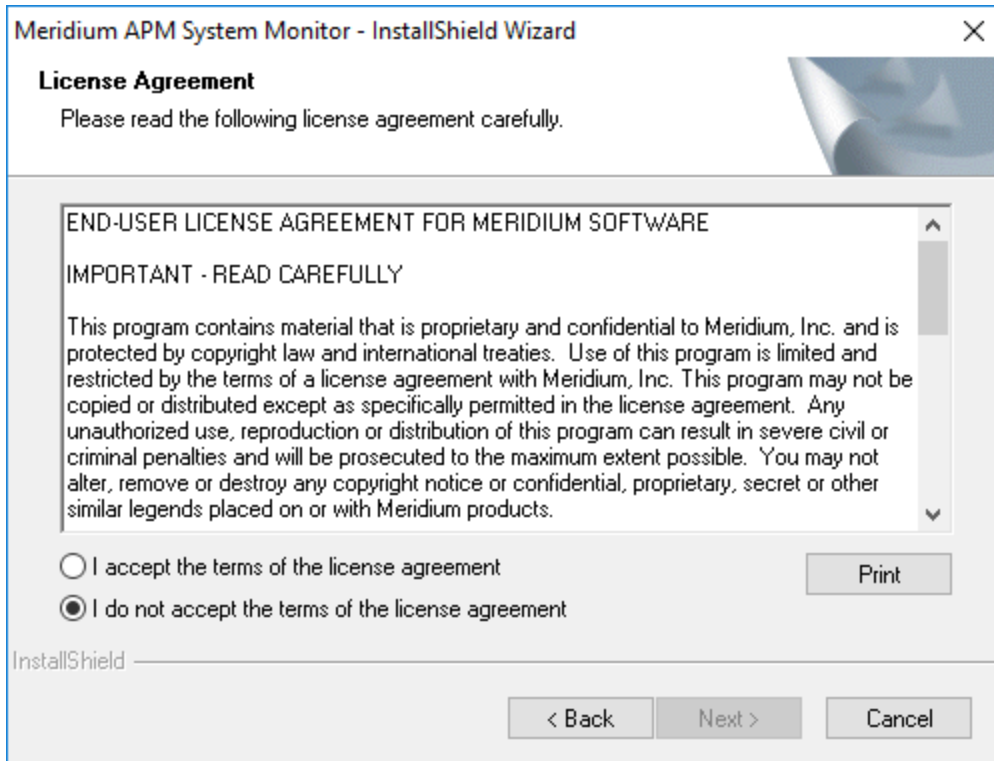 Meridium APM System Monitor - InstallShield Wizard
License Agreement
Please read the following license agreement carefully.
END-USER LICENSE AGREEMENT FOR MERIDIUM SOFTWARE
IMPORTANT - READ CAREFULLY
This program contains material that is proprietary and confidential to Meridium, Inc. and is
protected by copyright law and international treaties.  Use of this program is limited and
restricted by the terms of a license agreement with Meridium, Inc. This program may not be
copied or distributed except as specifically permitted in the license agreement.  Any
unauthorized use, reproduction or distribution of this program can result in severe civil or
criminal penalties and will be prosecuted to the maximum extent possible.  You may not
alter, remove or destroy any copyright notice or confidential, proprietary, secret or other
similar legends placed on or with Meridium products.
I accept the terms of the license agreement
Print
I do not accept the terms of the license agreement
InstallShield
< Back
Next >
Cancel